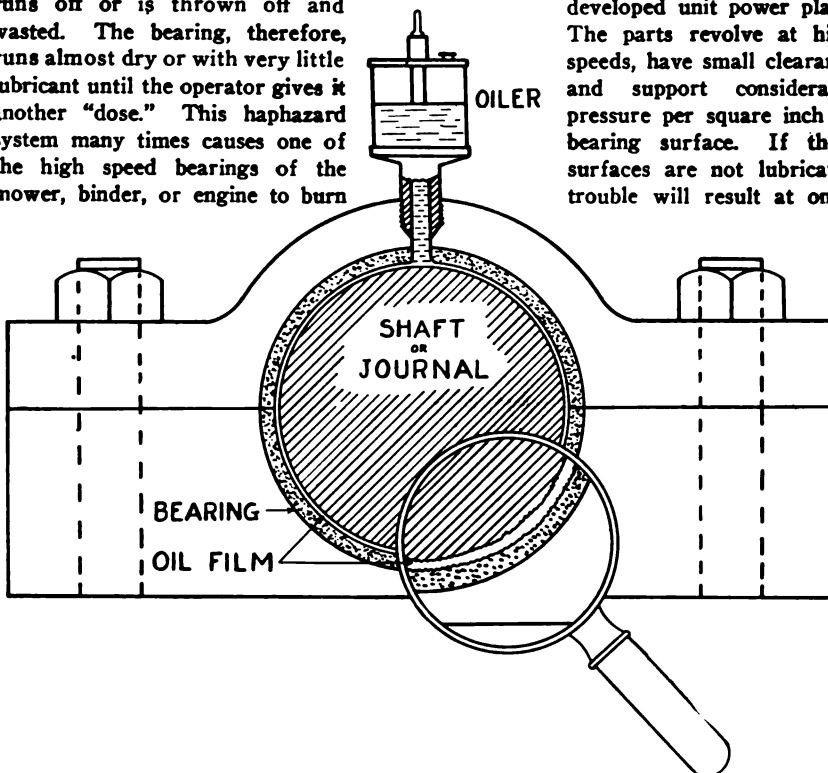 runs off or is thrown off and
wasted. The bearing, therefore,
runs almost dry or with very little
lubricant until the operator gives it
another “dose.” This haphazard
system many times causes one of
the high speed bearings of the
mower, binder, or engine to burn
developed unit power pla
The parts revolve at hi
speeds, have small clearan
and support considera
pressure per square inch
bearing surface. If the
surfaces are not lubricat
trouble will result at on
OILER
SHAFT
OR
JOURNAL
BEARING
OIL FILM